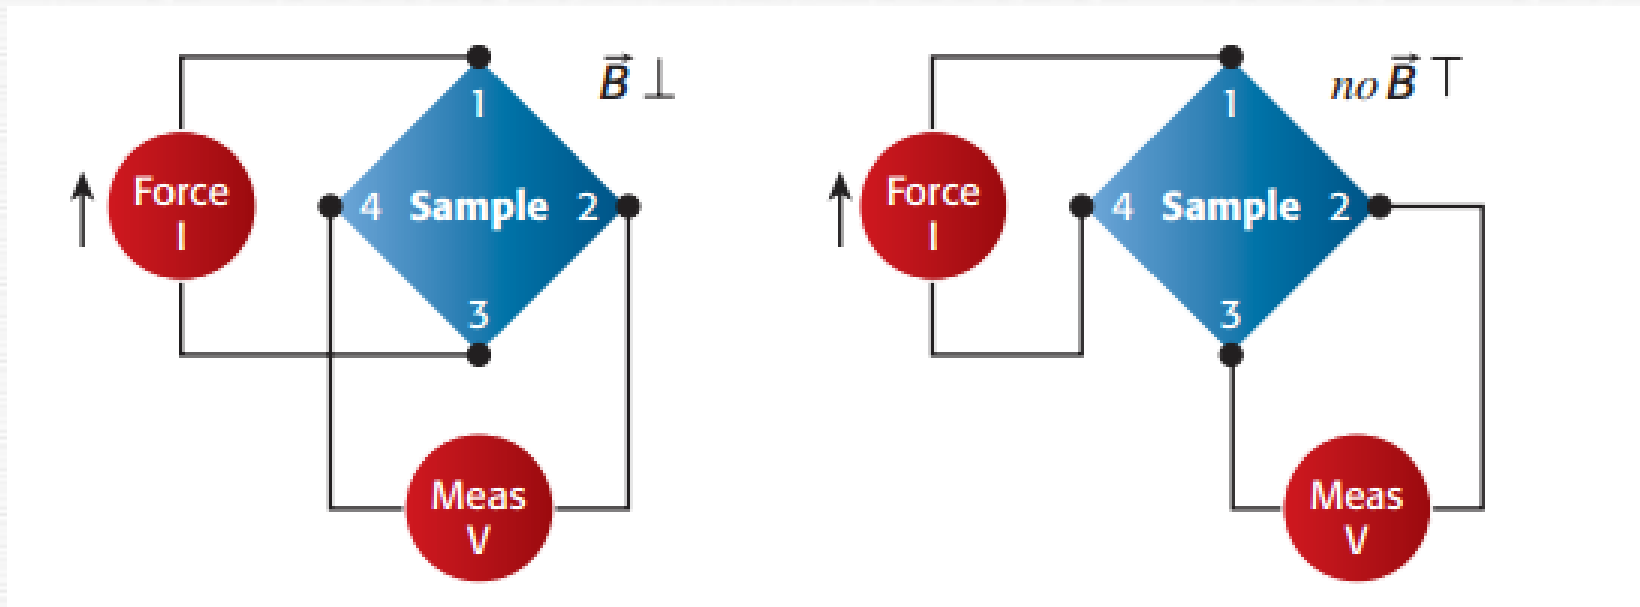 1
B⃗ ⊥
Force
I
4 Sample 2
3
Meas
V
1
no B⃗ ⊤
Force
I
4 Sample 2
3
Meas
V